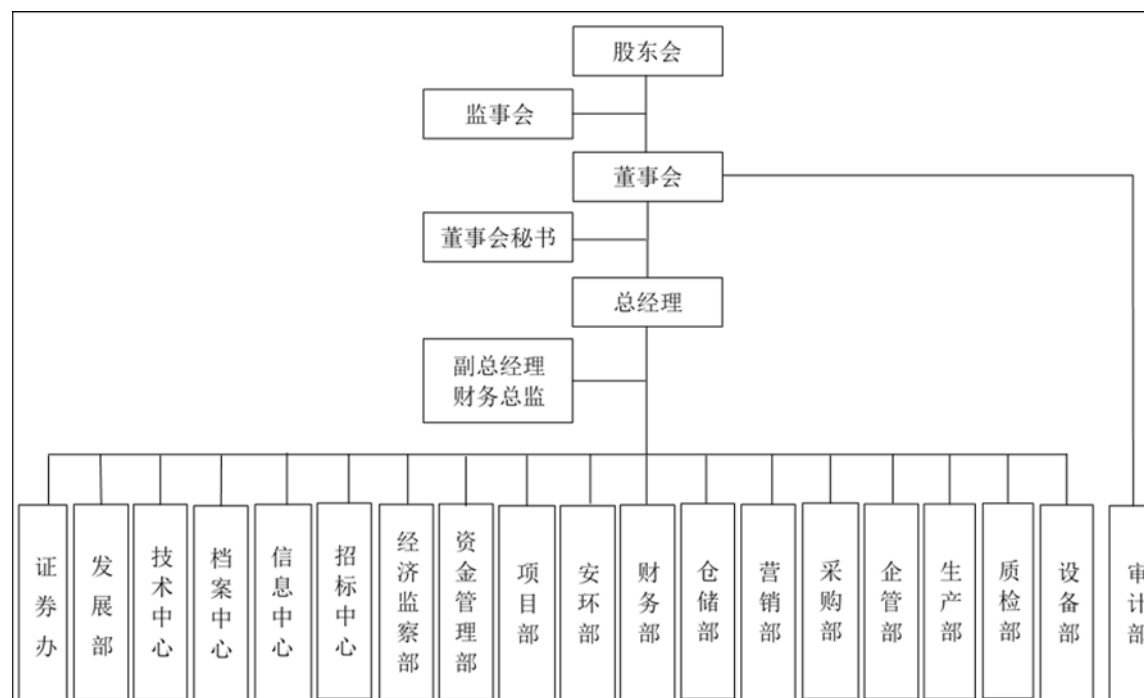 股东会
监事会
董事会
董事会秘书
总经理
副总经理
财务总监
证券办
发展部
技术中心
档案中心
信息中心
招标中心
经济监察部
资金管理部
项目部
安环部
财务部
仓储部
营销部
采购部
企管部
生产部
质检部
设备部
审计部